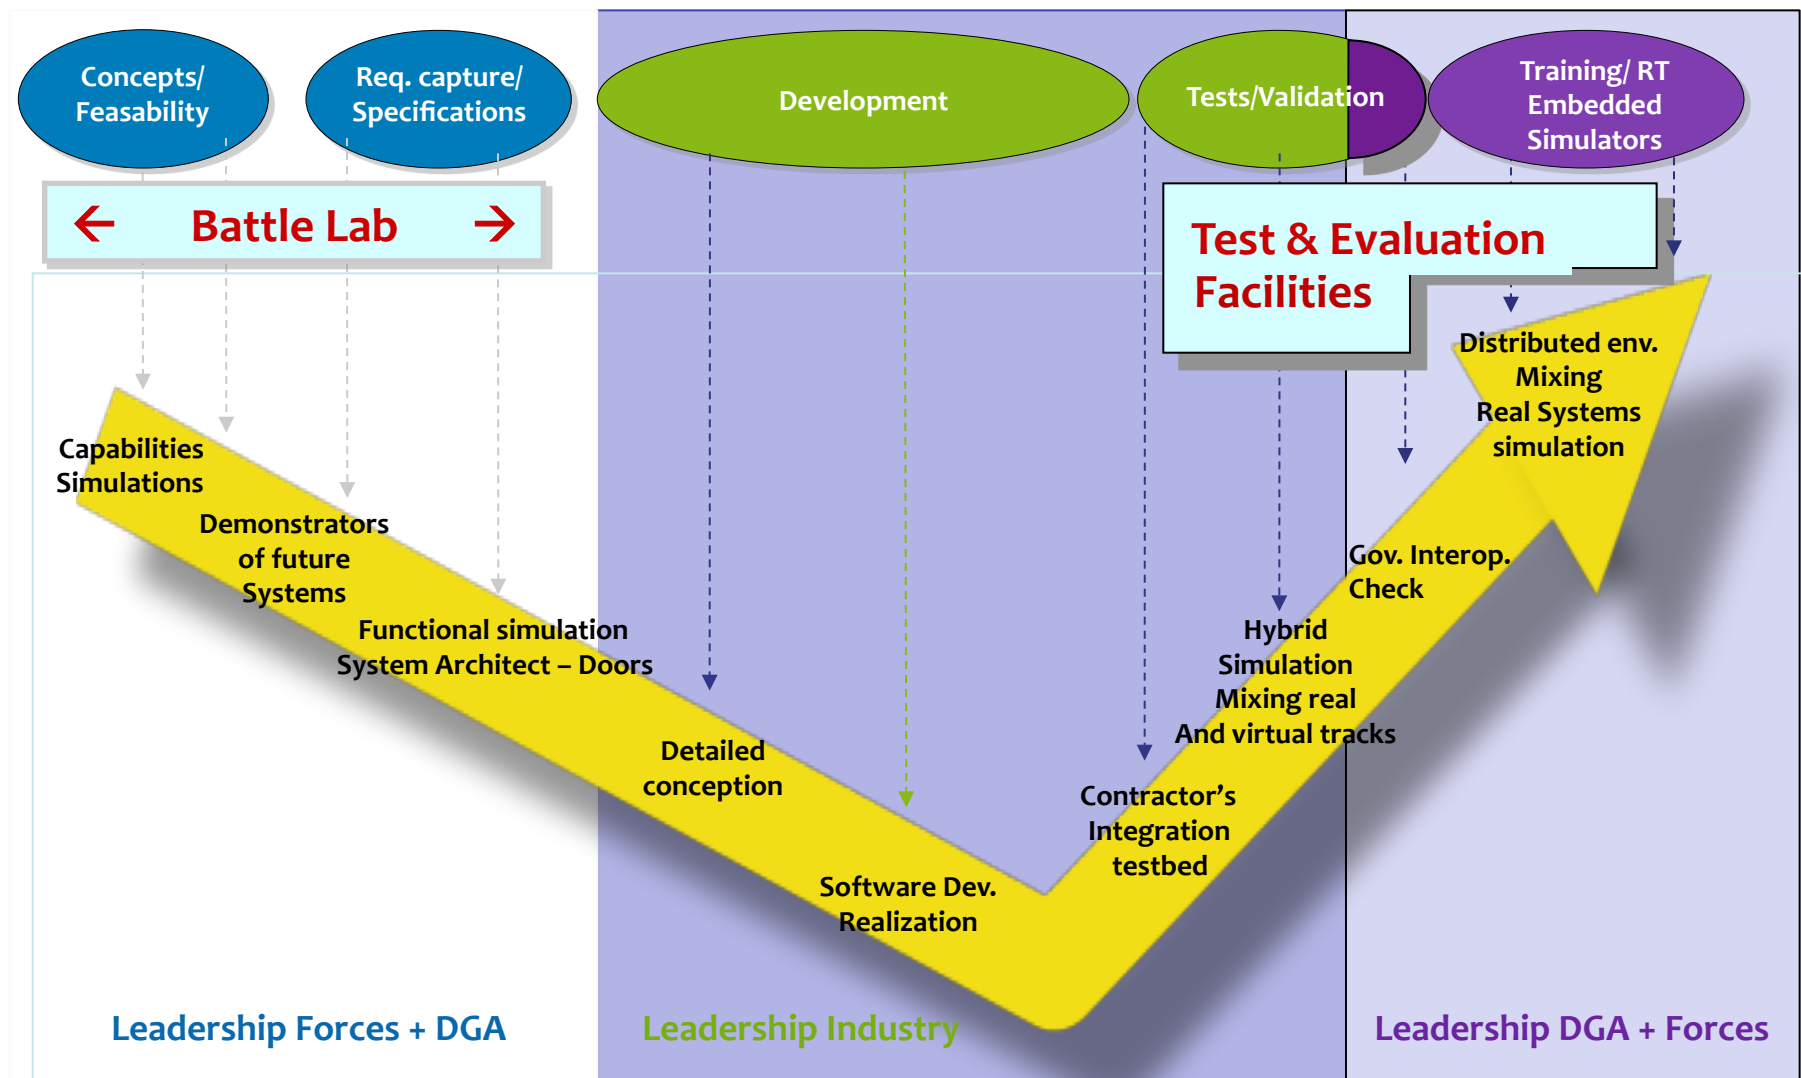 Concepts/
Feasability
Req. capture/
Specifications
Development
Tests/Validation
Training/ RT
Embedded
Simulators
← Battle Lab →
Test & Evaluation
Facilities
Capabilities
Simulations
Demonstrators
of future
Systems
Functional simulation
System Architect – Doors
Detailed
conception
Software Dev.
Realization
Contractor’s
Integration
testbed
Hybrid
Simulation
Mixing real
And virtual tracks
Gov. Interop.
Check
Distributed env.
Mixing
Real Systems
simulation
Leadership Forces + DGA
Leadership Industry
Leadership DGA + Forces